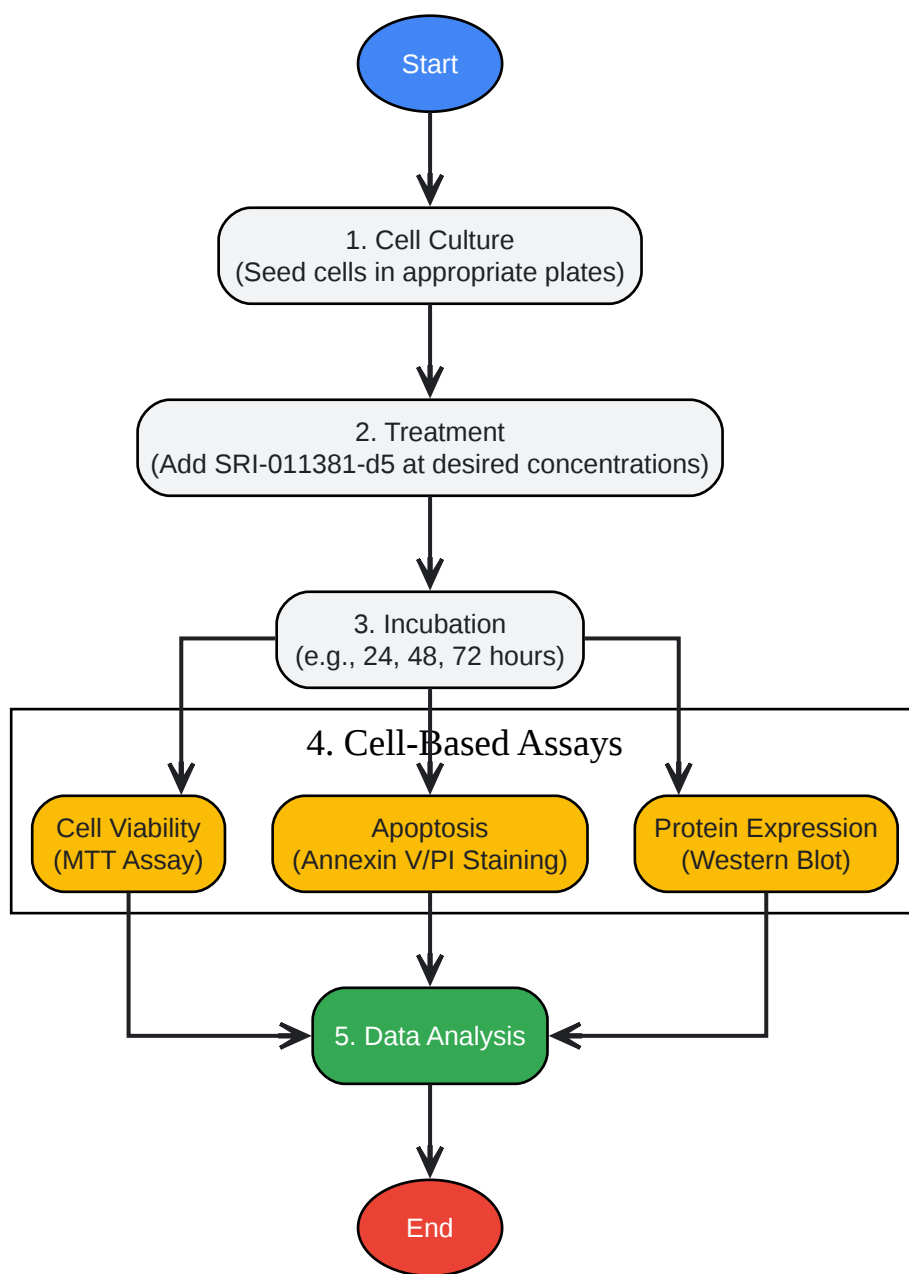 Start
1. Cell Culture
(Seed cells in appropriate plates)
2. Treatment
(Add SRI-011381-d5 at desired concentrations)
3. Incubation
(e.g., 24, 48, 72 hours)
4. Cell-Based Assays
Cell Viability
(MTT Assay)
Apoptosis
(Annexin V/PI Staining)
Protein Expression
(Western Blot)
5. Data Analysis
End